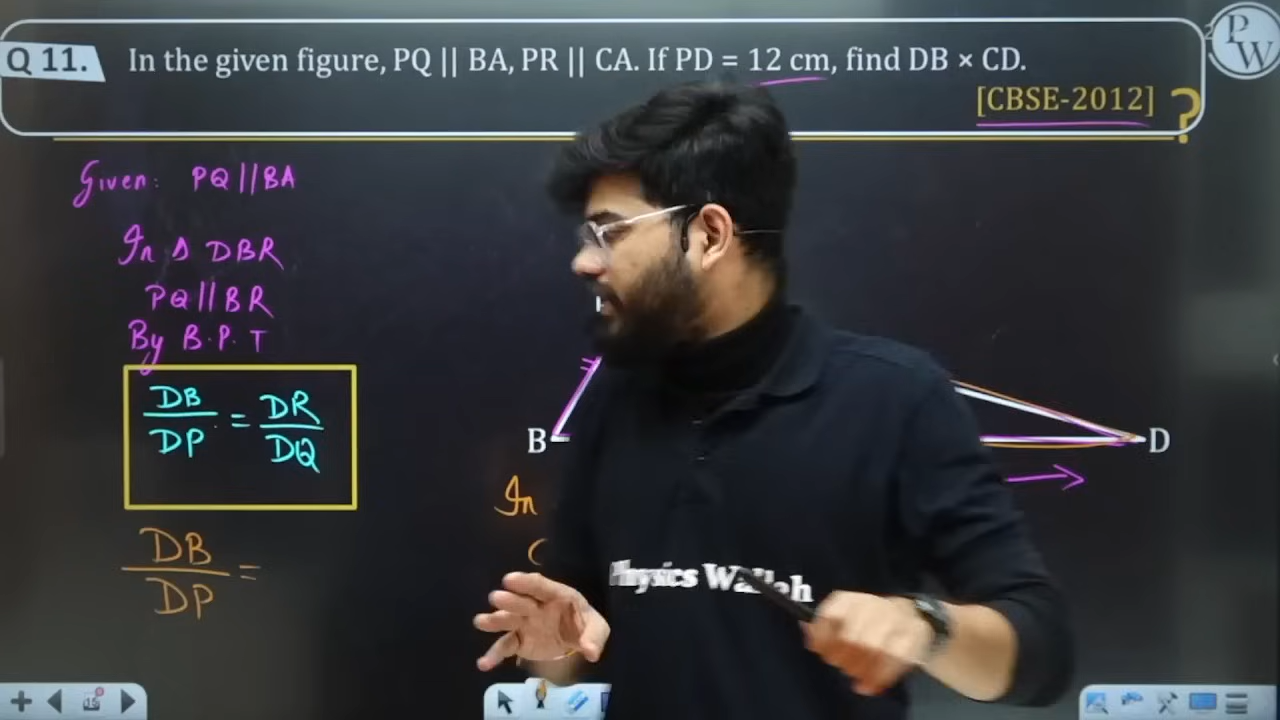 Q 11. In the given figure, PQ || BA, PR || CA. If PD = 12 cm, find DB × CD.
[CBSE-2012] ?
PW
Given: PQ || BA
In Δ DBR
PQ || BR
By B.P.T
DB/DP = DR/DQ
DB/DP =
B
D
In
Physics Wallah